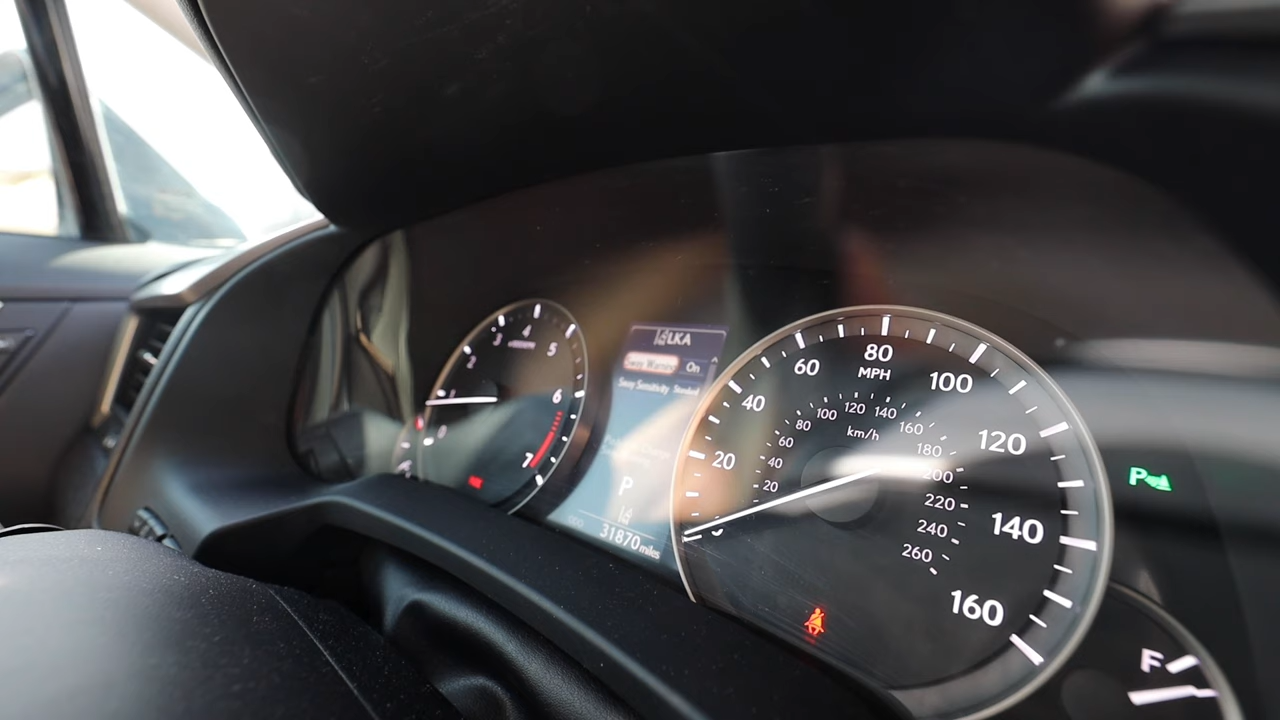 4
3
5
2
1
6
0
7
LKA
Sway Warning On
Sway Sensitivity Standard
P
31870 miles
80
MPH
60
100
40
120
20
140
0
160
120
100 140
80 160
km/h
60 180
40 200
20 220
240
260
P
F